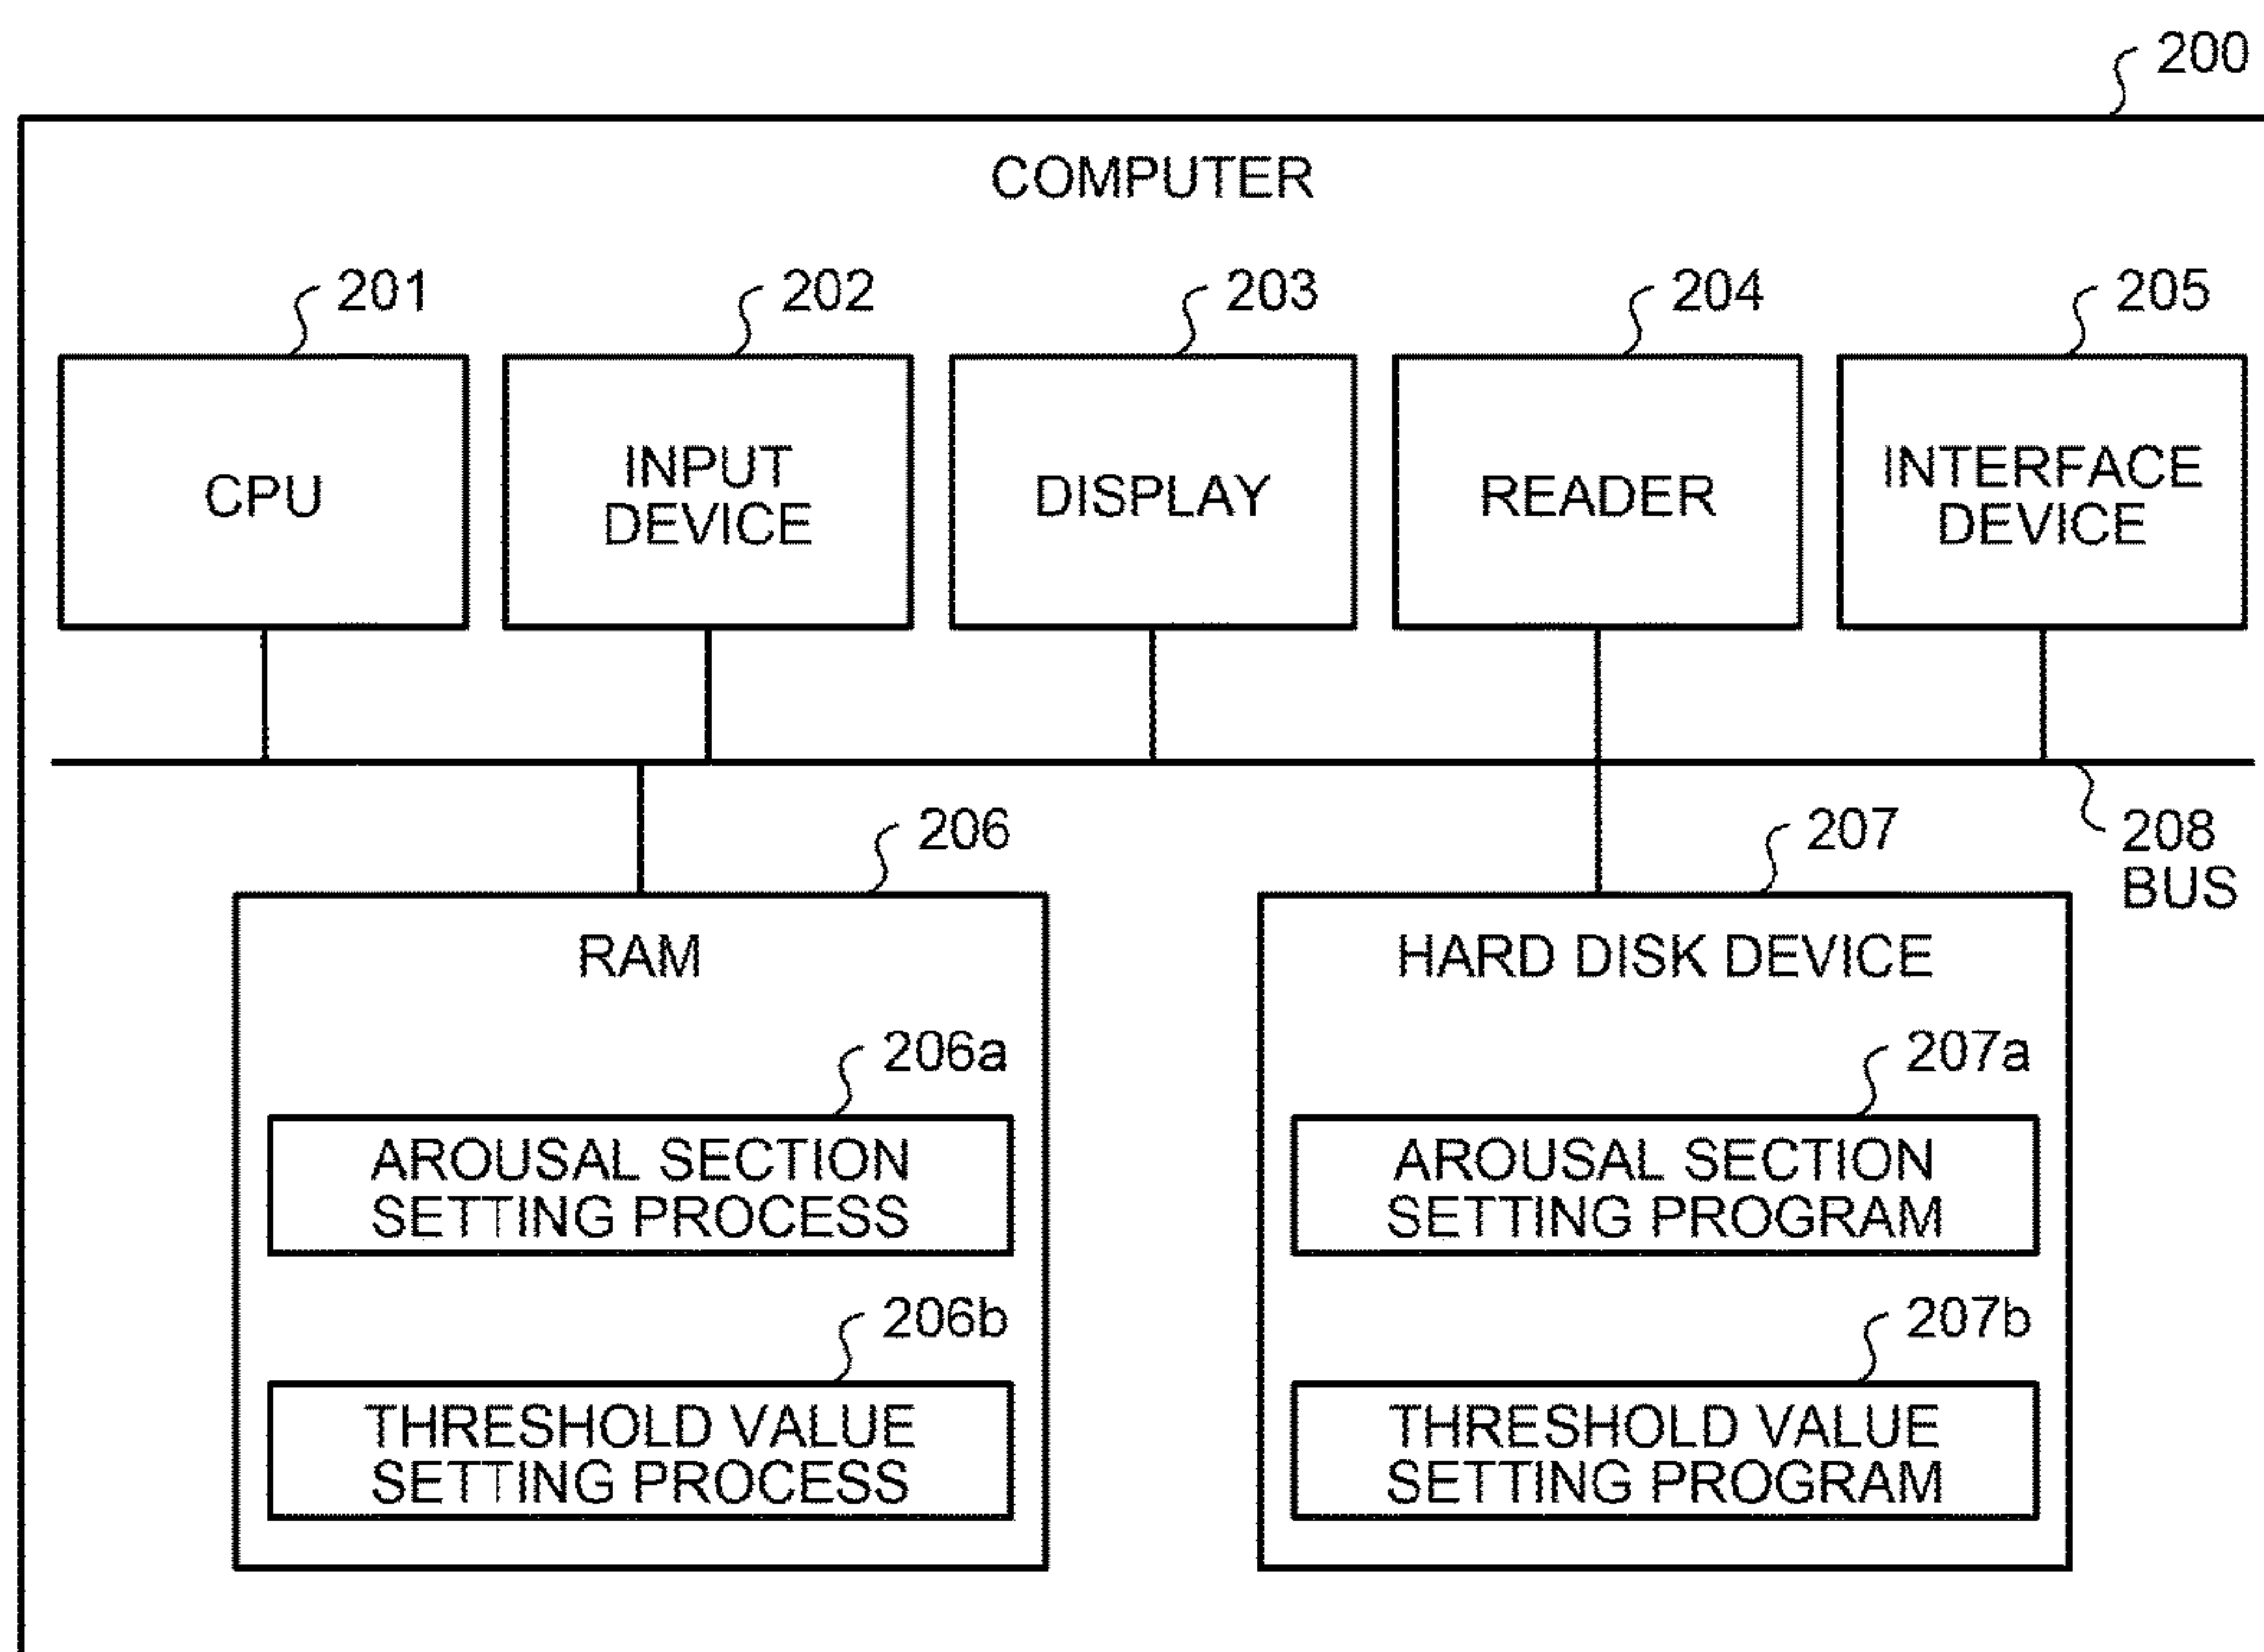 200
COMPUTER
201
202
203
204
205
CPU
INPUT
DEVICE
DISPLAY
READER
INTERFACE
DEVICE
206
207
208
BUS
RAM
206a
AROUSAL SECTION
SETTING PROCESS
206b
THRESHOLD VALUE
SETTING PROCESS
HARD DISK DEVICE
207a
AROUSAL SECTION
SETTING PROGRAM
207b
THRESHOLD VALUE
SETTING PROGRAM